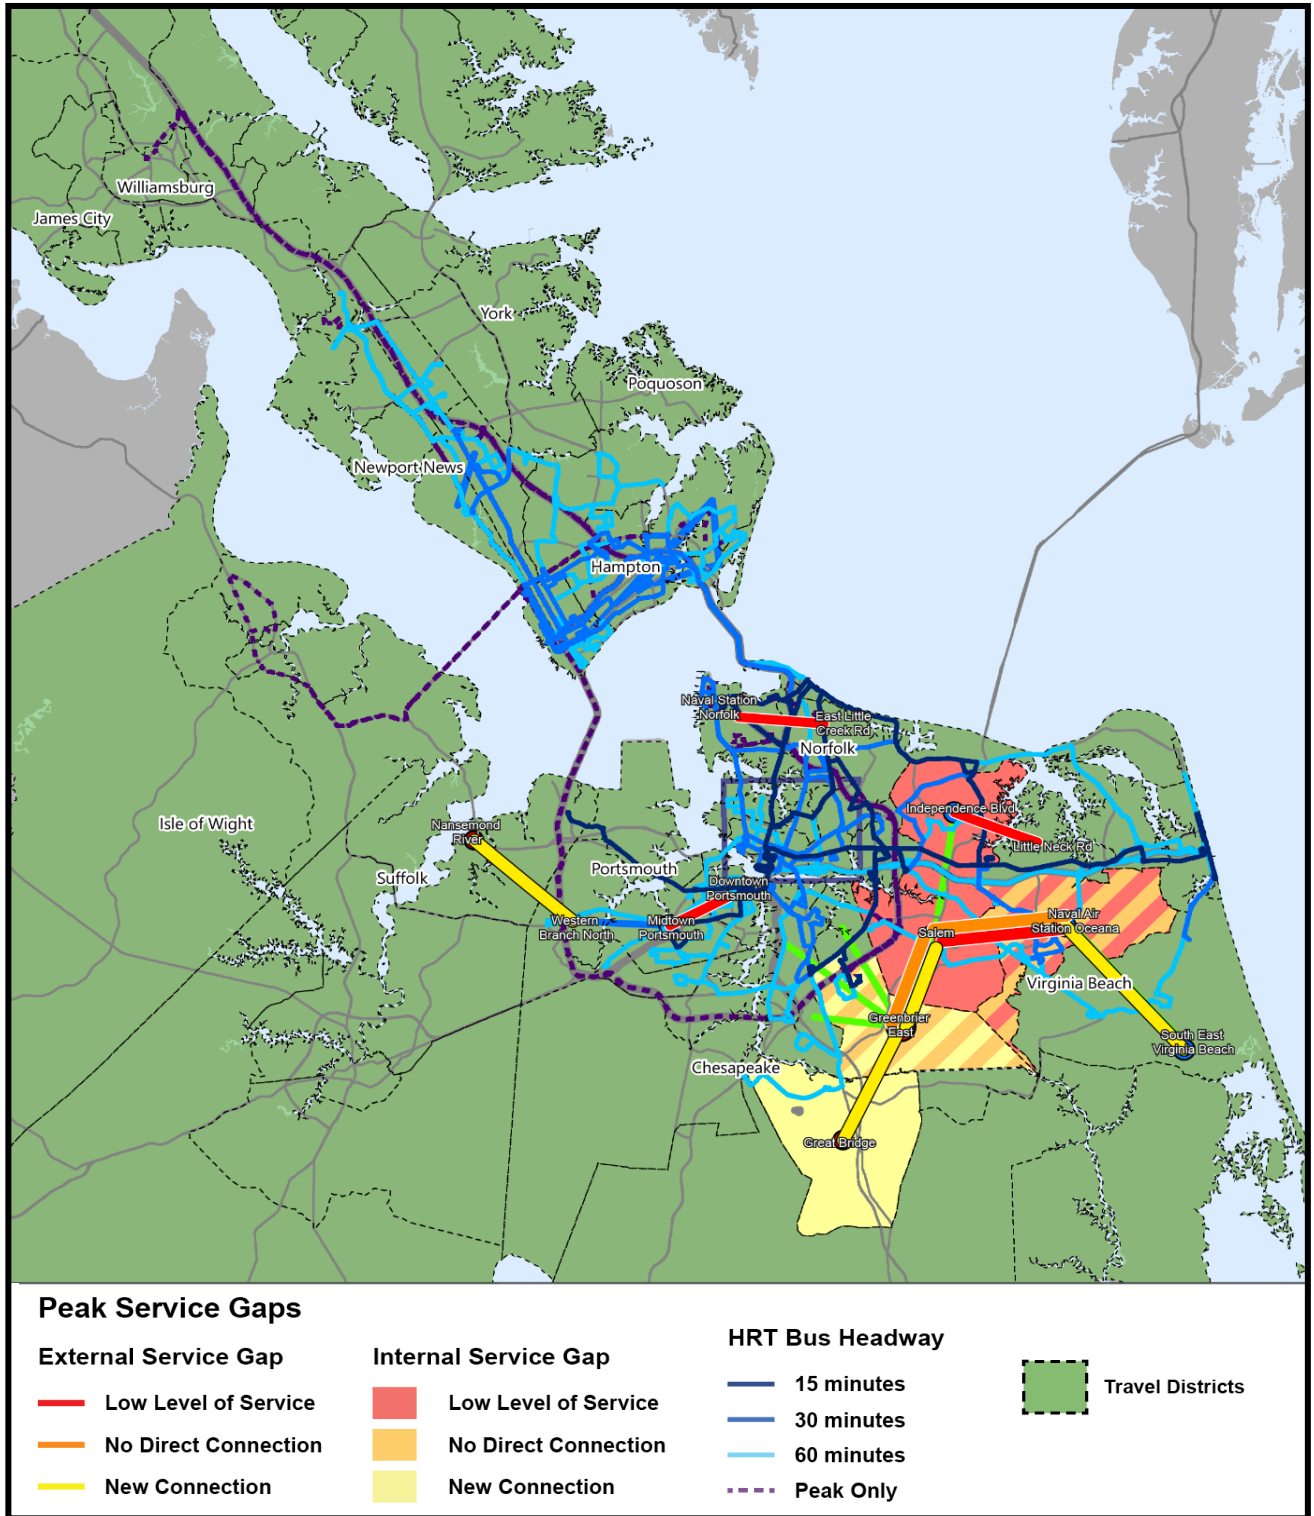 Williamsburg
James City
York
Poquoson
Newport News
Hampton
Naval Station
Norfolk
East Little
Creek Rd
Norfolk
Independence Blvd
Little Neck Rd
Isle of Wight
Nansemond
River
Suffolk
Portsmouth
Downtown
Portsmouth
Western
Branch North
Midtown
Portsmouth
Salem
Naval Air
Station Oceana
Virginia Beach
Greenbrier
East
South East
Virginia Beach
Chesapeake
Great Bridge
Peak Service Gaps
External Service Gap
Low Level of Service
No Direct Connection
New Connection
Internal Service Gap
Low Level of Service
No Direct Connection
New Connection
HRT Bus Headway
15 minutes
30 minutes
60 minutes
Peak Only
Travel Districts